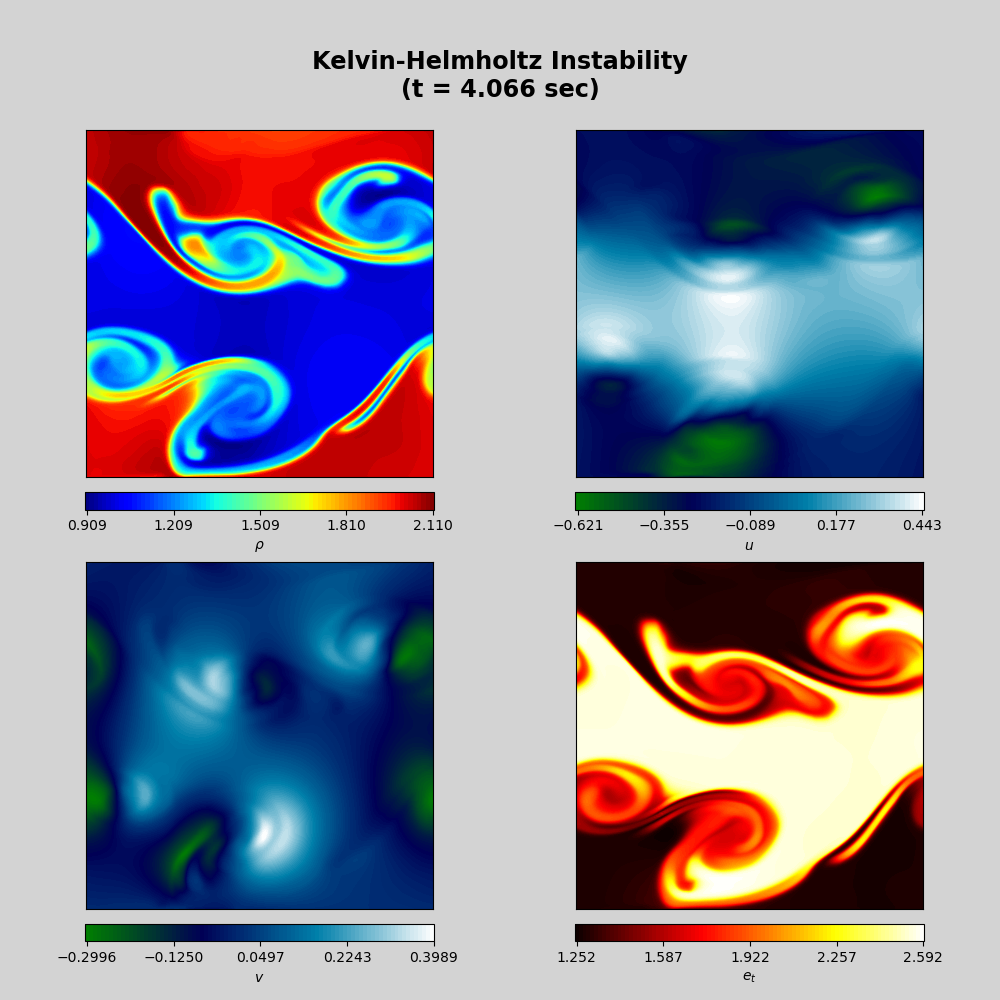 Kelvin-Helmholtz Instability
(t = 4.066 sec)
0.909 1.209 1.509 1.810 2.110
ρ
−0.621 −0.355 −0.089 0.177 0.443
u
−0.2996 −0.1250 0.0497 0.2243 0.3989
v
1.252 1.587 1.922 2.257 2.592
e_t